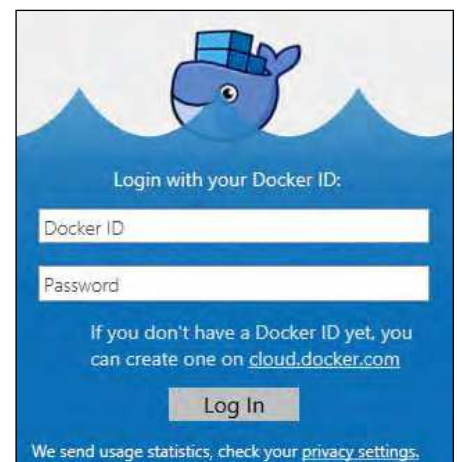 Login with your Docker ID:
Docker ID
Password
If you don't have a Docker ID yet, you
can create one on cloud.docker.com
Log In
We send usage statistics, check your privacy settings.